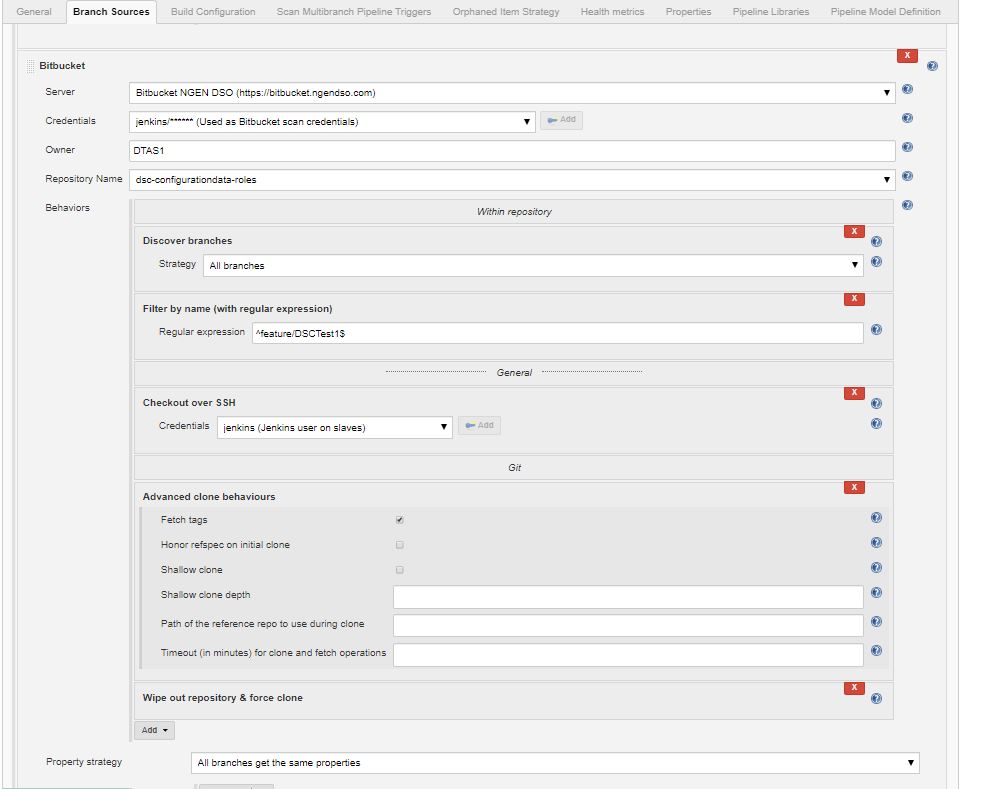 General Branch Sources Build Configuration Scan Multibranch Pipeline Triggers Orphaned Item Strategy Health metrics Properties Pipeline Libraries Pipeline Model Definition
X
Bitbucket
Server Bitbucket NGEN DSO (https://bitbucket.ngendso.com)
Credentials jenkins/****** (Used as Bitbucket scan credentials) Add
Owner DTAS1
Repository Name dsc-configurationdata-roles
Behaviors
Within repository
X
Discover branches
Strategy All branches
X
Filter by name (with regular expression)
Regular expression ^feature/DSCTest1$
General
X
Checkout over SSH
Credentials jenkins (Jenkins user on slaves) Add
Git
X
Advanced clone behaviours
Fetch tags
Honor refspec on initial clone
Shallow clone
Shallow clone depth
Path of the reference repo to use during clone
Timeout (in minutes) for clone and fetch operations
X
Wipe out repository & force clone
Add
Property strategy All branches get the same properties